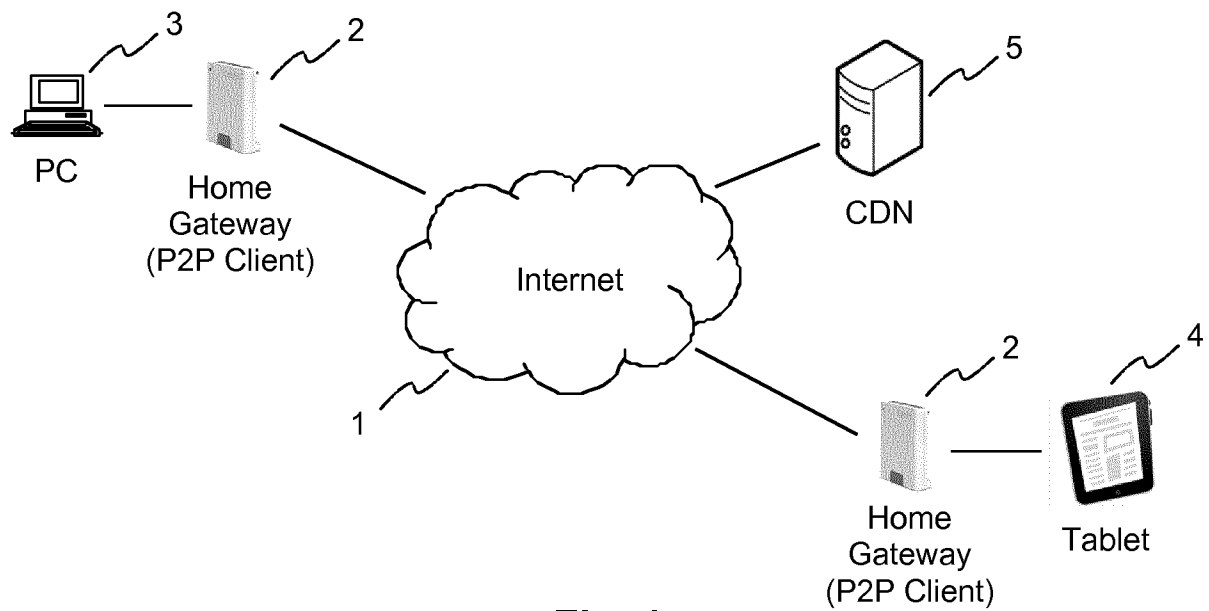 3
2
5
PC
Home
Gateway
(P2P Client)
CDN
Internet
2
4
1
Home
Gateway
(P2P Client)
Tablet